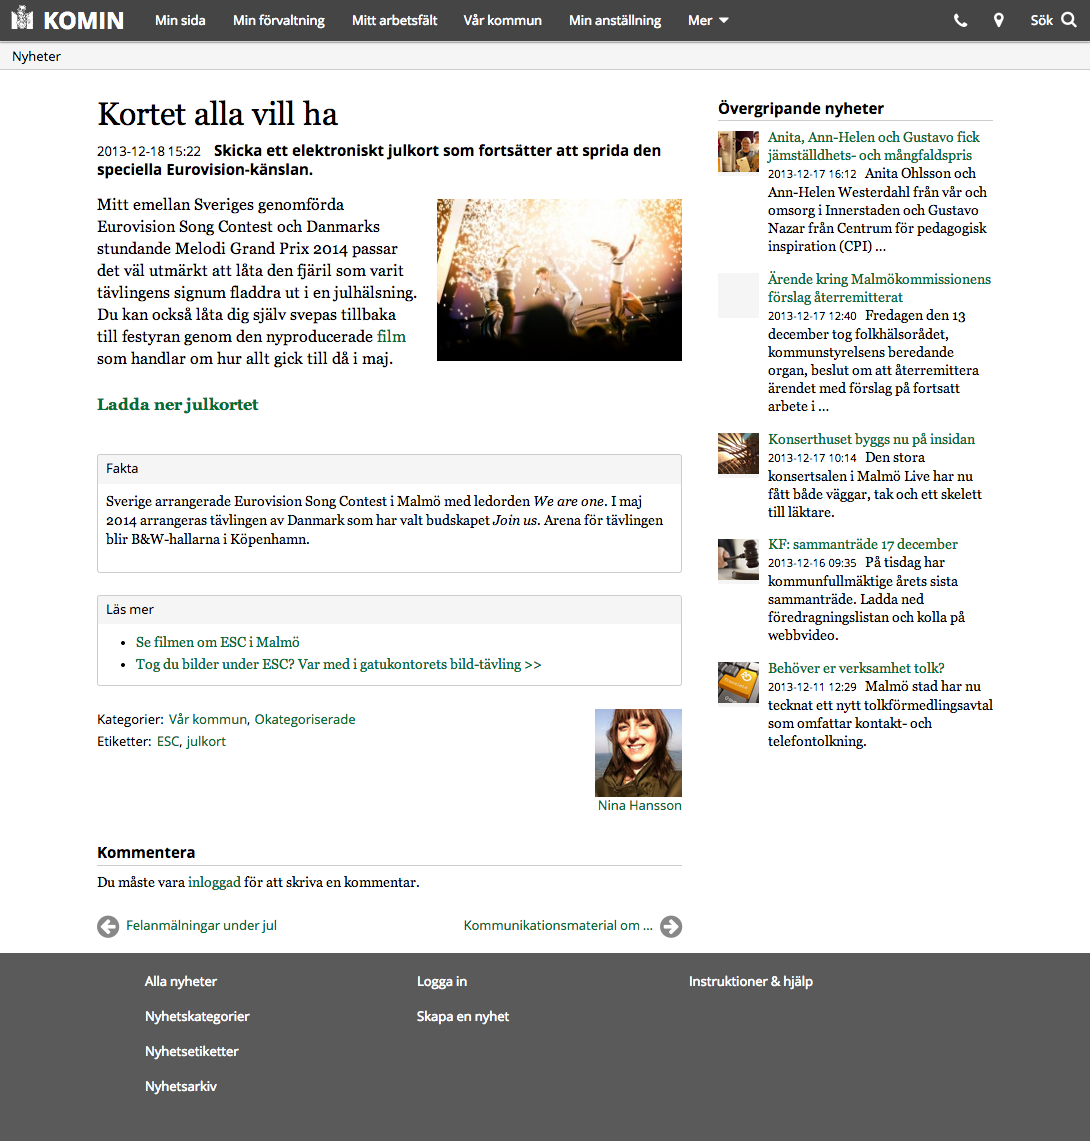 KOMIN
Min sida
Min förvaltning
Mitt arbetsfält
Vår kommun
Min anställning
Mer
Sök
Nyheter
Kortet alla vill ha
2013-12-18 15:22 Skicka ett elektroniskt julkort som fortsätter att sprida den
speciella Eurovision-känslan.
Mitt emellan Sveriges genomförda
Eurovision Song Contest och Danmarks
stundande Melodi Grand Prix 2014 passar
det väl utmärkt att låta den fjäril som varit
tävlingens signum fladdra ut i en julhälsning.
Du kan också låta dig själv svepas tillbaka
till festyran genom den nyproducerade film
som handlar om hur allt gick till då i maj.
Ladda ner julkortet
Fakta
Sverige arrangerade Eurovision Song Contest i Malmö med ledorden We are one. I maj
2014 arrangeras tävlingen av Danmark som har valt budskapet Join us. Arena för tävlingen
blir B&W-hallarna i Köpenhamn.
Läs mer
• Se filmen om ESC i Malmö
• Tog du bilder under ESC? Var med i gatukontorets bild-tävling >>
Kategorier: Vår kommun, Okategoriserade
Etiketter: ESC, julkort
Nina Hansson
Kommentera
Du måste vara inloggad för att skriva en kommentar.
Felanmälningar under jul
Kommunikationsmaterial om ...
Övergripande nyheter
Anita, Ann-Helen och Gustavo fick
jämställdhets- och mångfaldspris
2013-12-17 16:12 Anita Ohlsson och
Ann-Helen Westerdahl från vår och
omsorg i Innerstaden och Gustavo
Nazar från Centrum för pedagogisk
inspiration (CPI) ...
Ärende kring Malmökommissionens
förslag återremitterat
2013-12-17 12:40 Fredagen den 13
december tog folkhälsorådet,
kommunstyrelsens beredande
organ, beslut om att återremittera
ärendet med förslag på fortsatt
arbete i ...
Konserthuset byggs nu på insidan
2013-12-17 10:14 Den stora
konsertsalen i Malmö Live har nu
fått både väggar, tak och ett skelett
till läktare.
KF: sammanträde 17 december
2013-12-16 09:35 På tisdag har
kommunfullmäktige årets sista
sammanträde. Ladda ned
föredragningslistan och kolla på
webbvideo.
Behöver er verksamhet tolk?
2013-12-11 12:29 Malmö stad har nu
tecknat ett nytt tolkförmedlingsavtal
som omfattar kontakt- och
telefontolkning.
Alla nyheter
Nyhetskategorier
Nyhetsetiketter
Nyhetsarkiv
Logga in
Skapa en nyhet
Instruktioner & hjälp